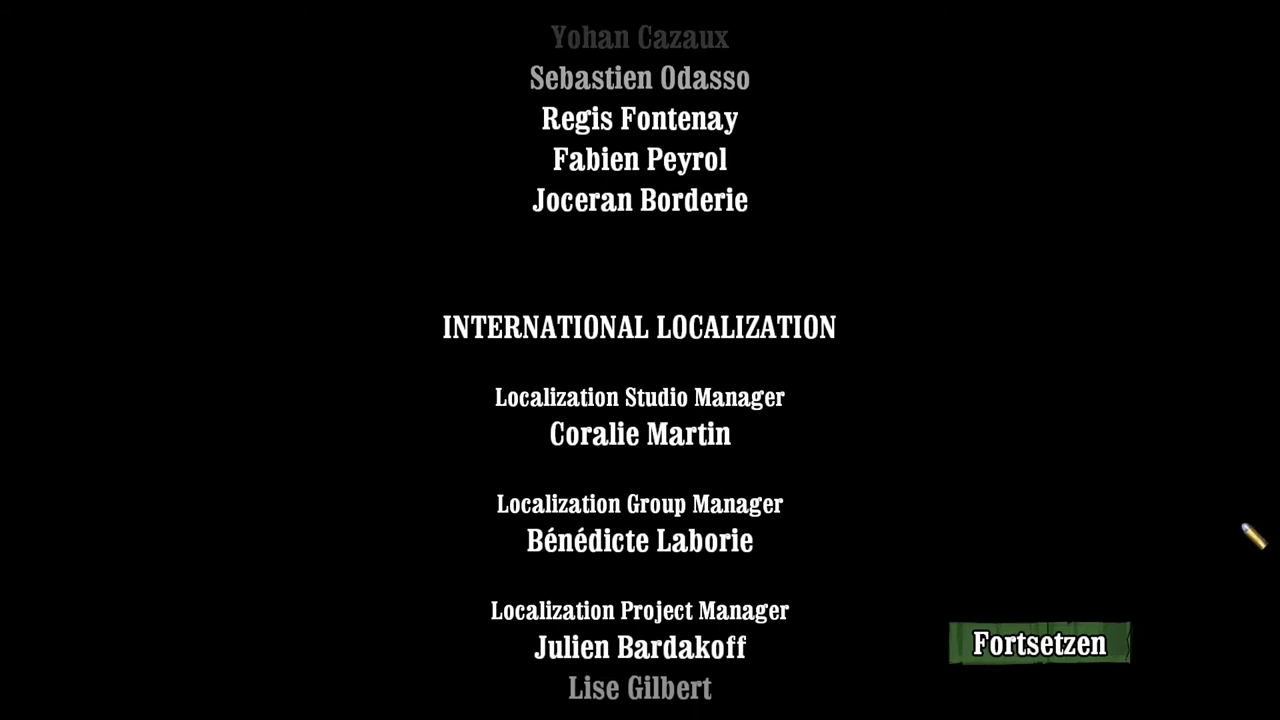 Yohan Cazaux
Sebastien Odasso
Regis Fontenay
Fabien Peyrol
Joceran Borderie
INTERNATIONAL LOCALIZATION
Localization Studio Manager
Coralie Martin
Localization Group Manager
Bénédicte Laborie
Localization Project Manager
Julien Bardakoff
Lise Gilbert
Fortsetzen